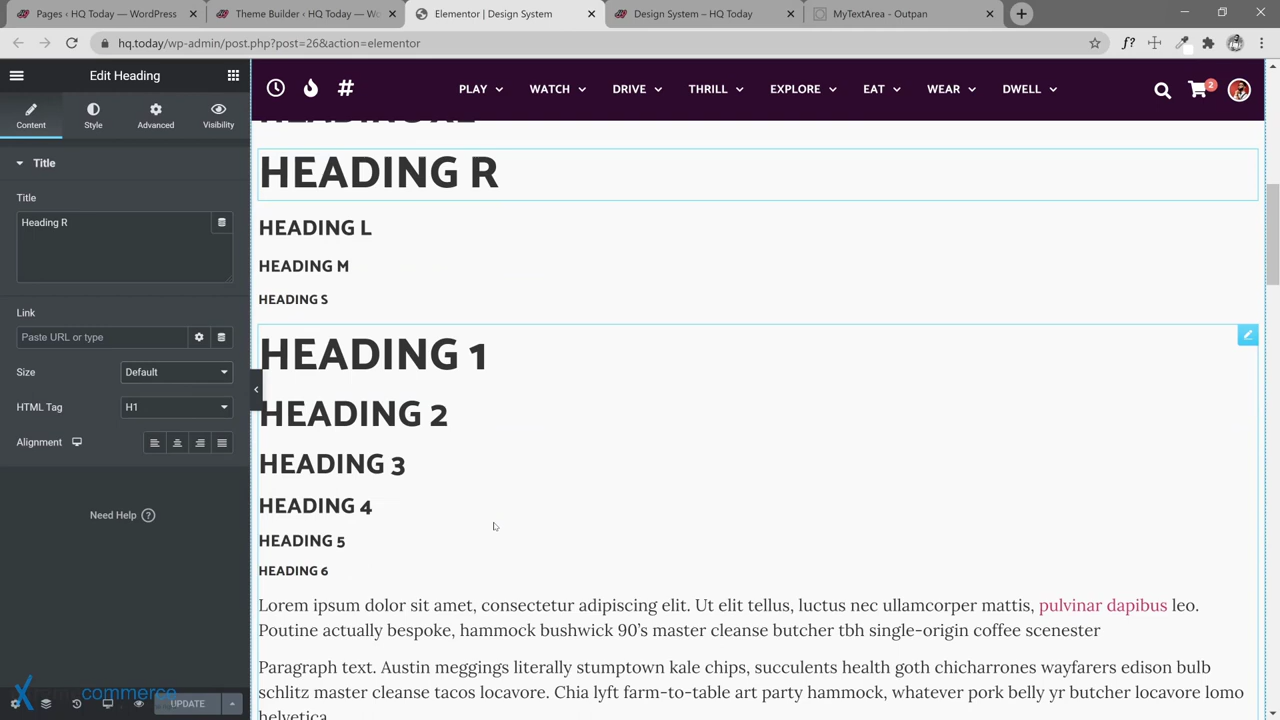 Pages ‹ HQ Today — WordPress
Theme Builder ‹ HQ Today — Wo
Elementor | Design System
Design System – HQ Today
MyTextArea - Outpan
hq.today/wp-admin/post.php?post=26&action=elementor
Edit Heading
Content
Style
Advanced
Visibility
PLAY
WATCH
DRIVE
THRILL
EXPLORE
EAT
WEAR
DWELL
2
Title
Title
Heading R
Link
Paste URL or type
Size
Default
HTML Tag
H1
Alignment
Need Help
UPDATE
commerce
HEADING R
HEADING L
HEADING M
HEADING S
HEADING 1
HEADING 2
HEADING 3
HEADING 4
HEADING 5
HEADING 6
Lorem ipsum dolor sit amet, consectetur adipiscing elit. Ut elit tellus, luctus nec ullamcorper mattis, pulvinar dapibus leo.
Poutine actually bespoke, hammock bushwick 90’s master cleanse butcher tbh single-origin coffee scenester
Paragraph text. Austin meggings literally stumptown kale chips, succulents health goth chicharrones wayfarers edison bulb
schlitz master cleanse tacos locavore. Chia lyft farm-to-table art party hammock, whatever pork belly yr butcher locavore lomo
helvetica